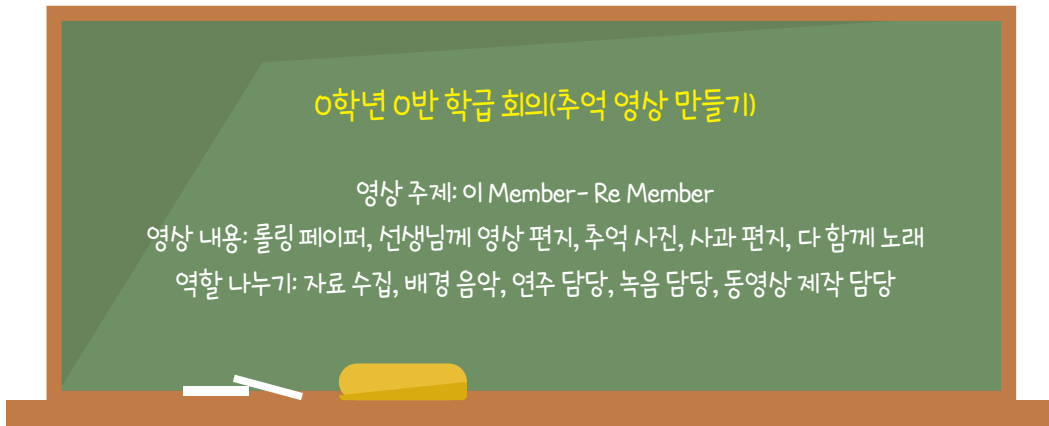 0학년 0반 학급 회의(추억 영상 만들기)
영상 주제: 이 Member- Re Member
영상 내용: 롤링 페이퍼, 선생님께 영상 편지, 추억 사진, 사과 편지, 다 함께 노래
역할 나누기: 자료 수집, 배경 음악, 연주 담당, 녹음 담당, 동영상 제작 담당